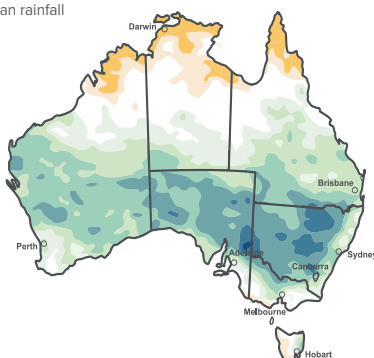 an rainfall
Darwin
Brisbane
Perth
Adelaide
Sydney
Canberra
Melbourne
Hobart